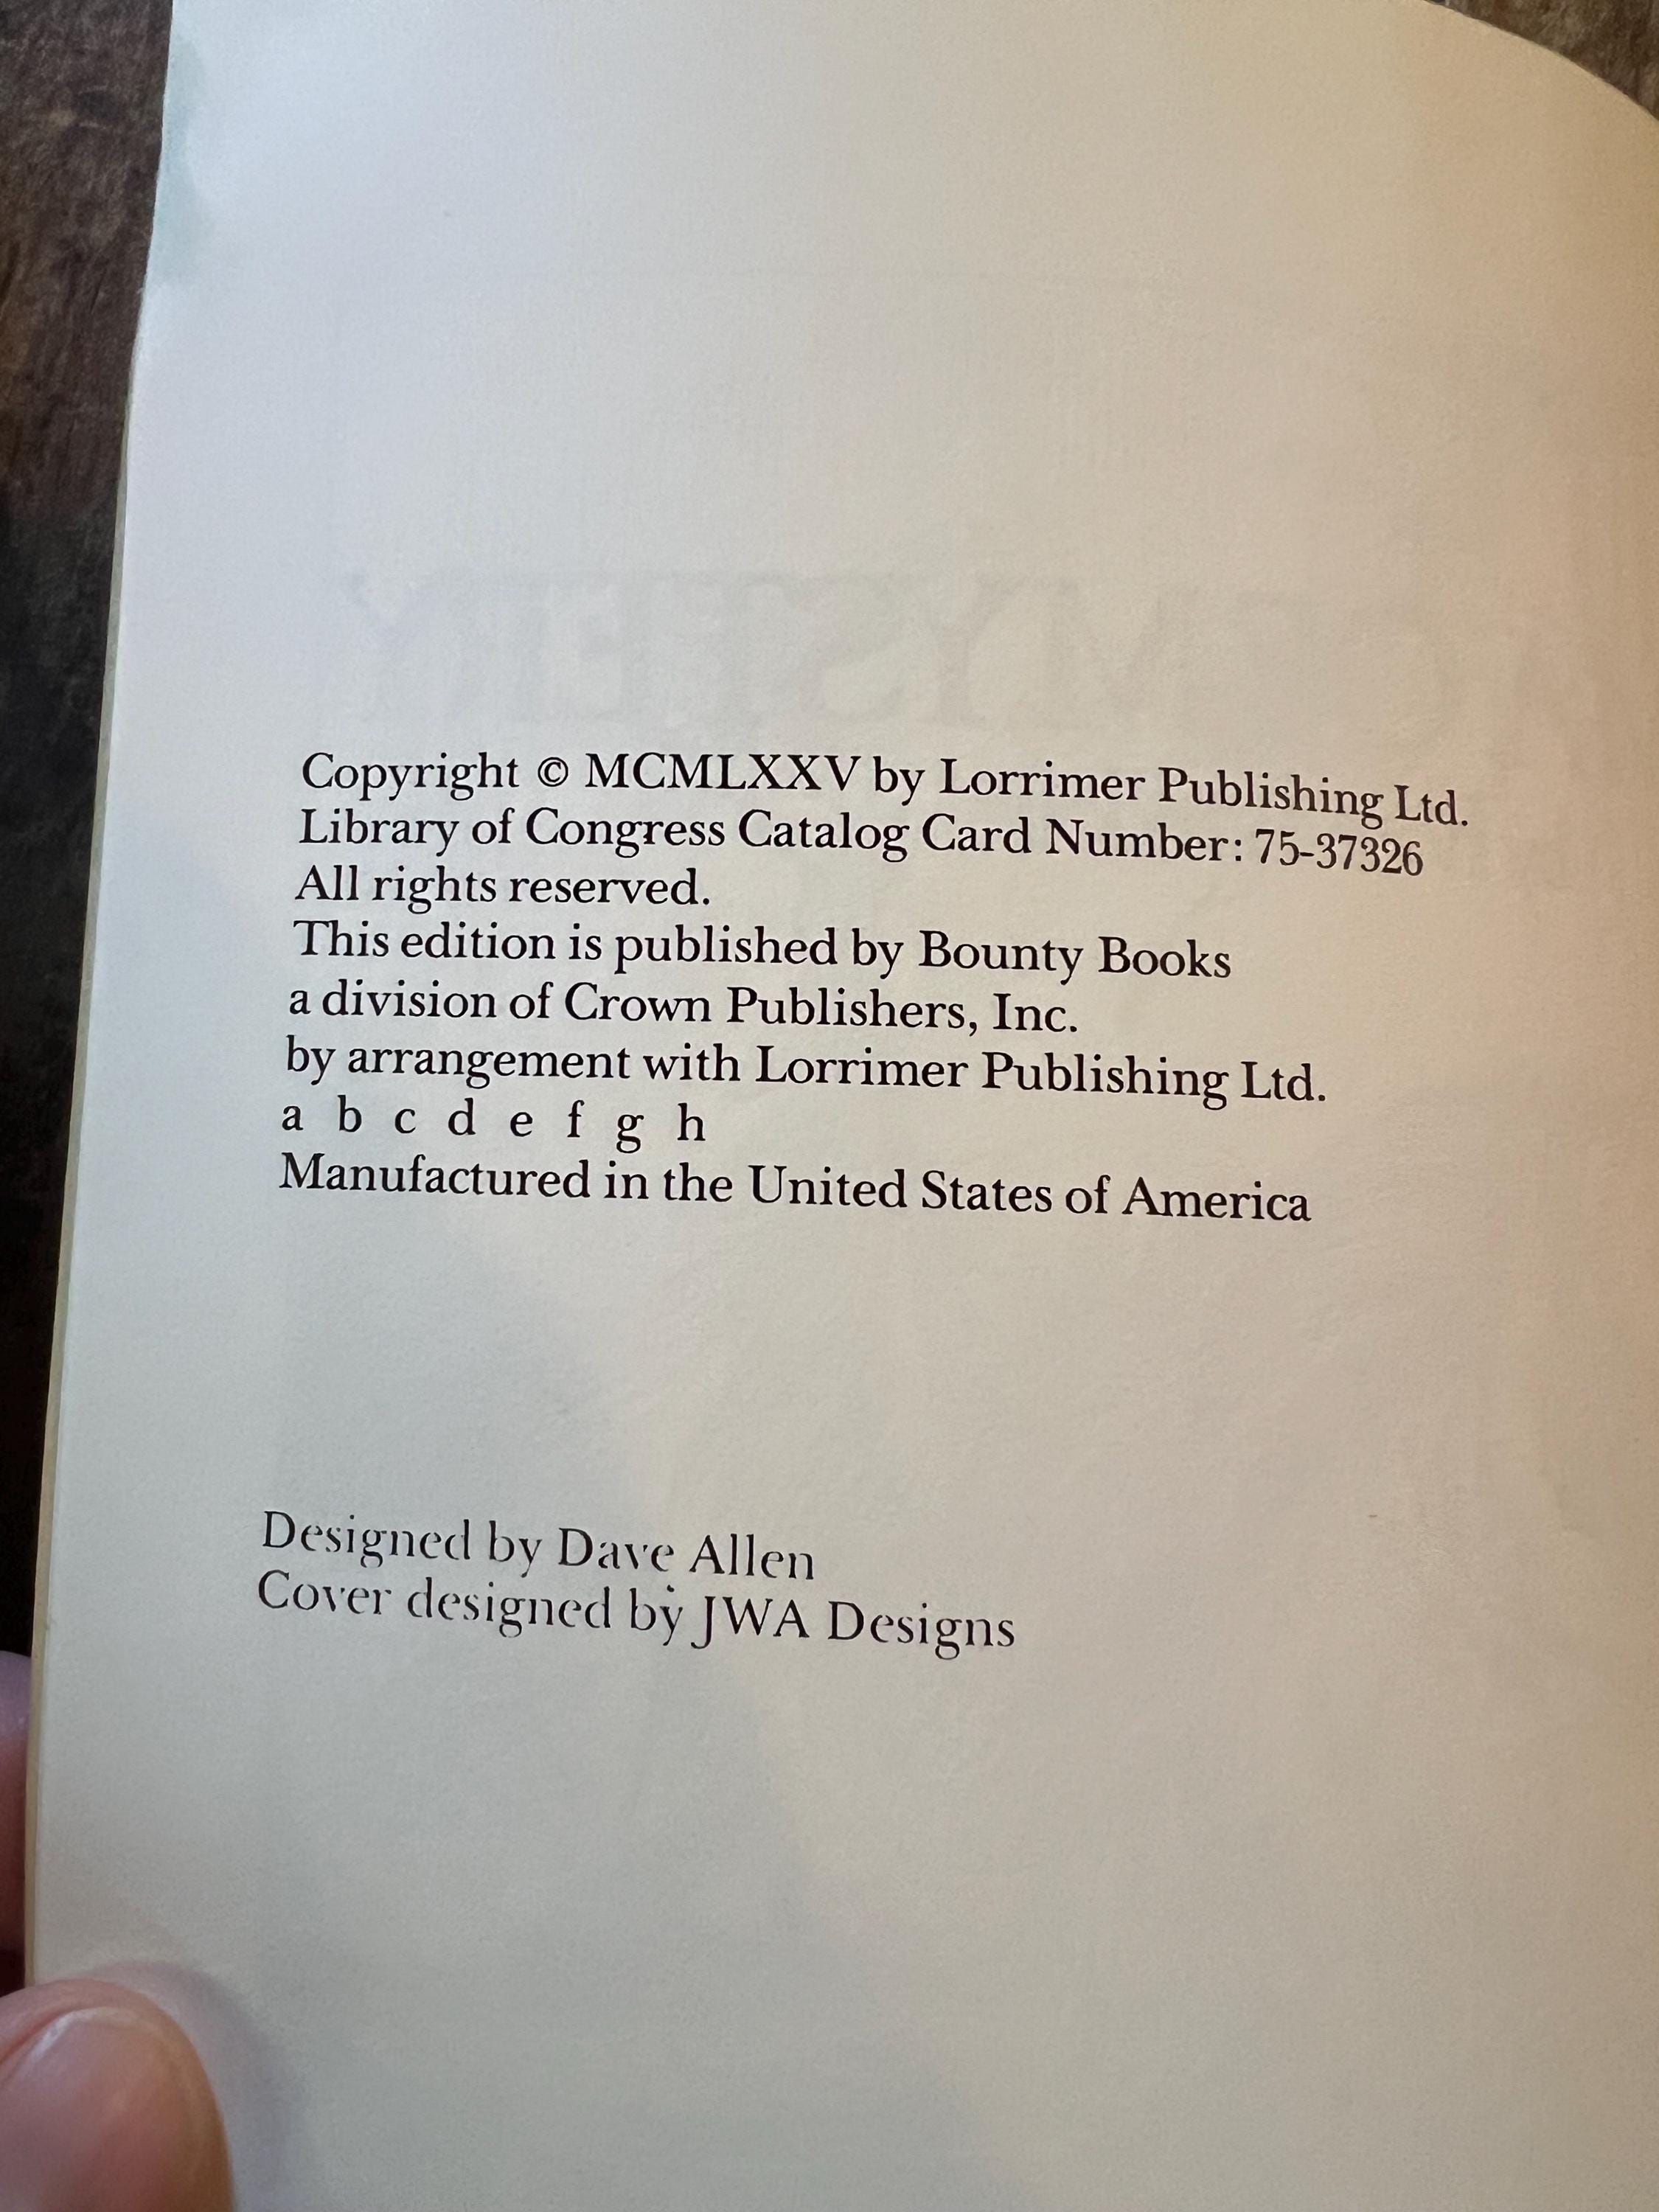 Copyright © MCMLXXV by Lorrimer Publishing Ltd.
Library of Congress Catalog Card Number: 75-37326
All rights reserved.
This edition is published by Bounty Books
a division of Crown Publishers, Inc.
by arrangement with Lorrimer Publishing Ltd.
a b c d e f g h
Manufactured in the United States of America
Designed by Dave Allen
Cover designed by JWA Designs